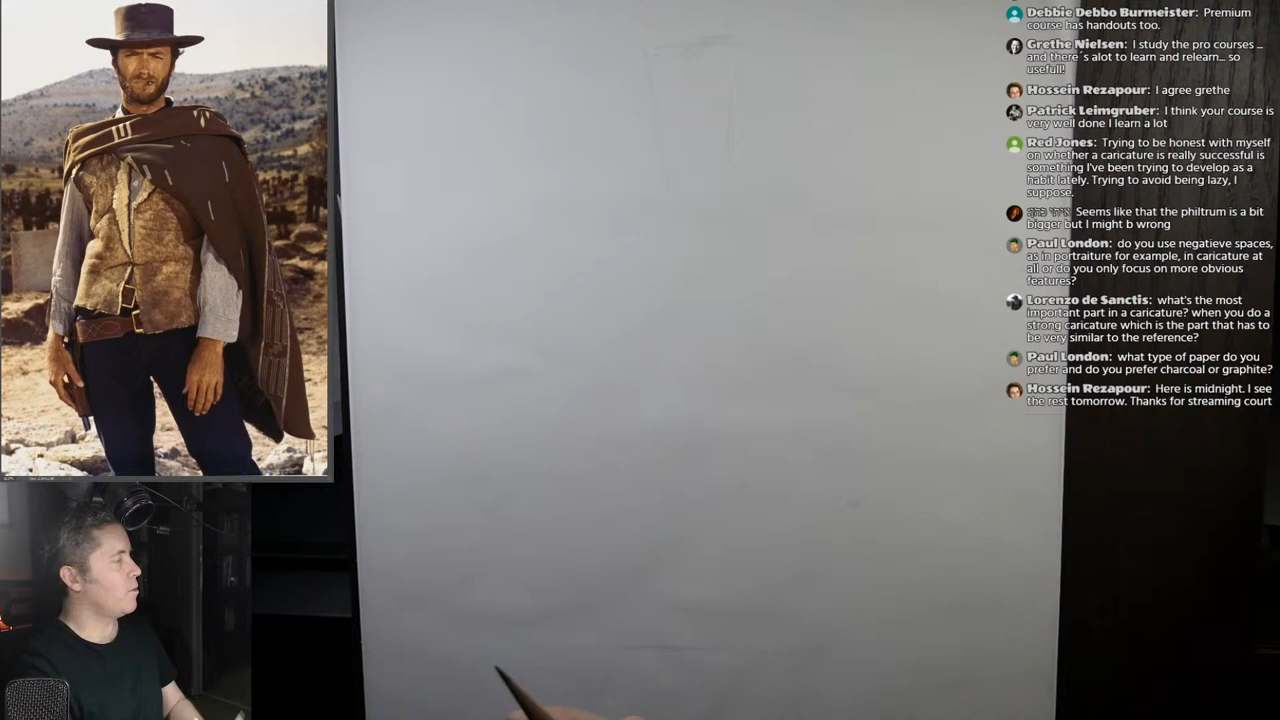 Debbie Debbo Burmeister: Premium
course has handouts too.
Grethe Nielsen: I study the pro courses ...
and there´s alot to learn and relearn... so
useful!
Hossein Rezapour: I agree grethe
Patrick Leimgruber: I think your course is
very well done I learn a lot
Red Jones: Trying to be honest with myself
on whether a caricature is really successful is
something I've been trying to develop as a
habit lately. Trying to avoid being lazy, I
suppose.
Seems like that the philtrum is a bit
bigger but I might b wrong
Paul London: do you use negatieve spaces,
as in portraiture for example, in caricature at
all or do you only focus on more obvious
features?
Lorenzo de Sanctis: what's the most
important part in a caricature? when you do a
strong caricature which is the part that has to
be very similar to the reference?
Paul London: what type of paper do you
prefer and do you prefer charcoal or graphite?
Hossein Rezapour: Here is midnight. I see
the rest tomorrow. Thanks for streaming court